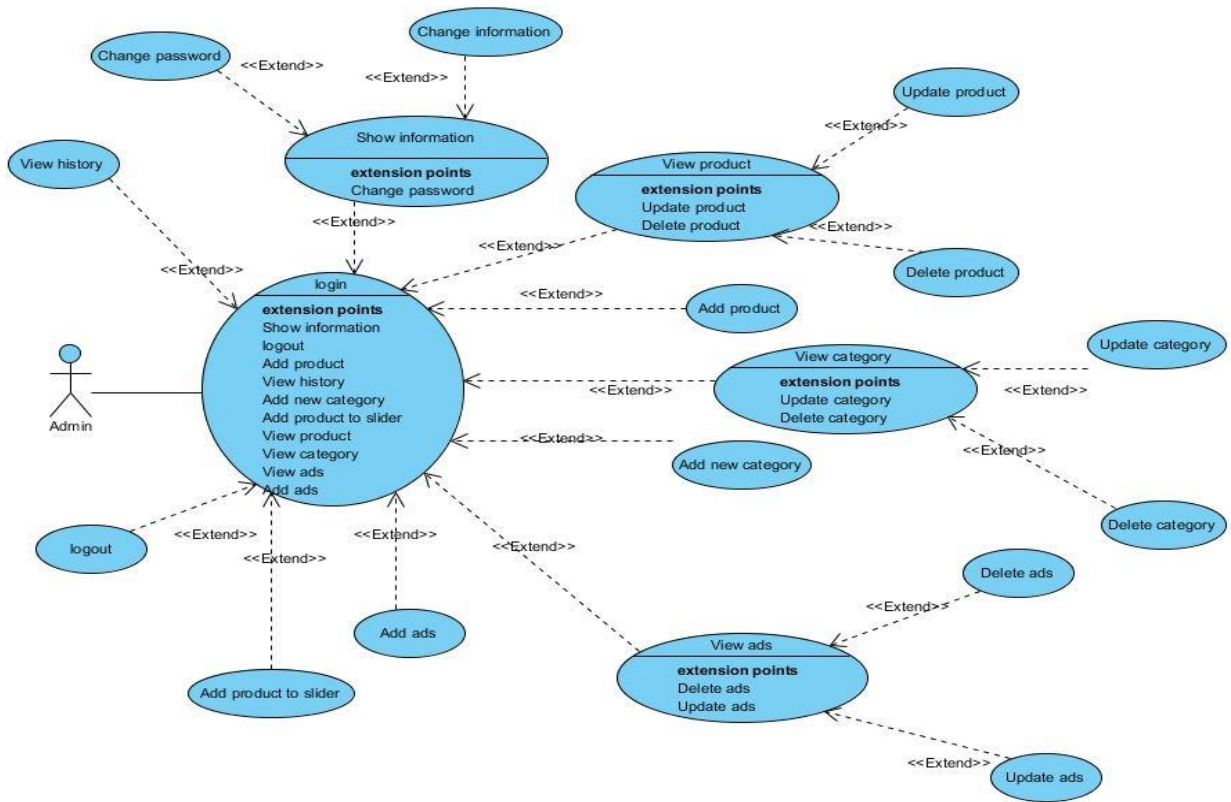 Change information
Change password
<<Extend>>
<<Extend>>
Update product
<<Extend>>
Show information
extension points
Change password
View history
View product
extension points
Update product
Delete product
<<Extend>>
<<Extend>>
<<Extend>>
<<Extend>>
Delete product
login
extension points
Show information
logout
Add product
View history
Add new category
Add product to slider
View product
View category
View ads
Add ads
<<Extend>>
Add product
Update category
View category
extension points
Update category
Delete category
<<Extend>>
<<Extend>>
Admin
<<Extend>>
Add new category
<<Extend>>
Delete category
logout
<<Extend>>
<<Extend>>
<<Extend>>
<<Extend>>
Delete ads
<<Extend>>
Add ads
View ads
extension points
Delete ads
Update ads
Add product to slider
<<Extend>>
Update ads